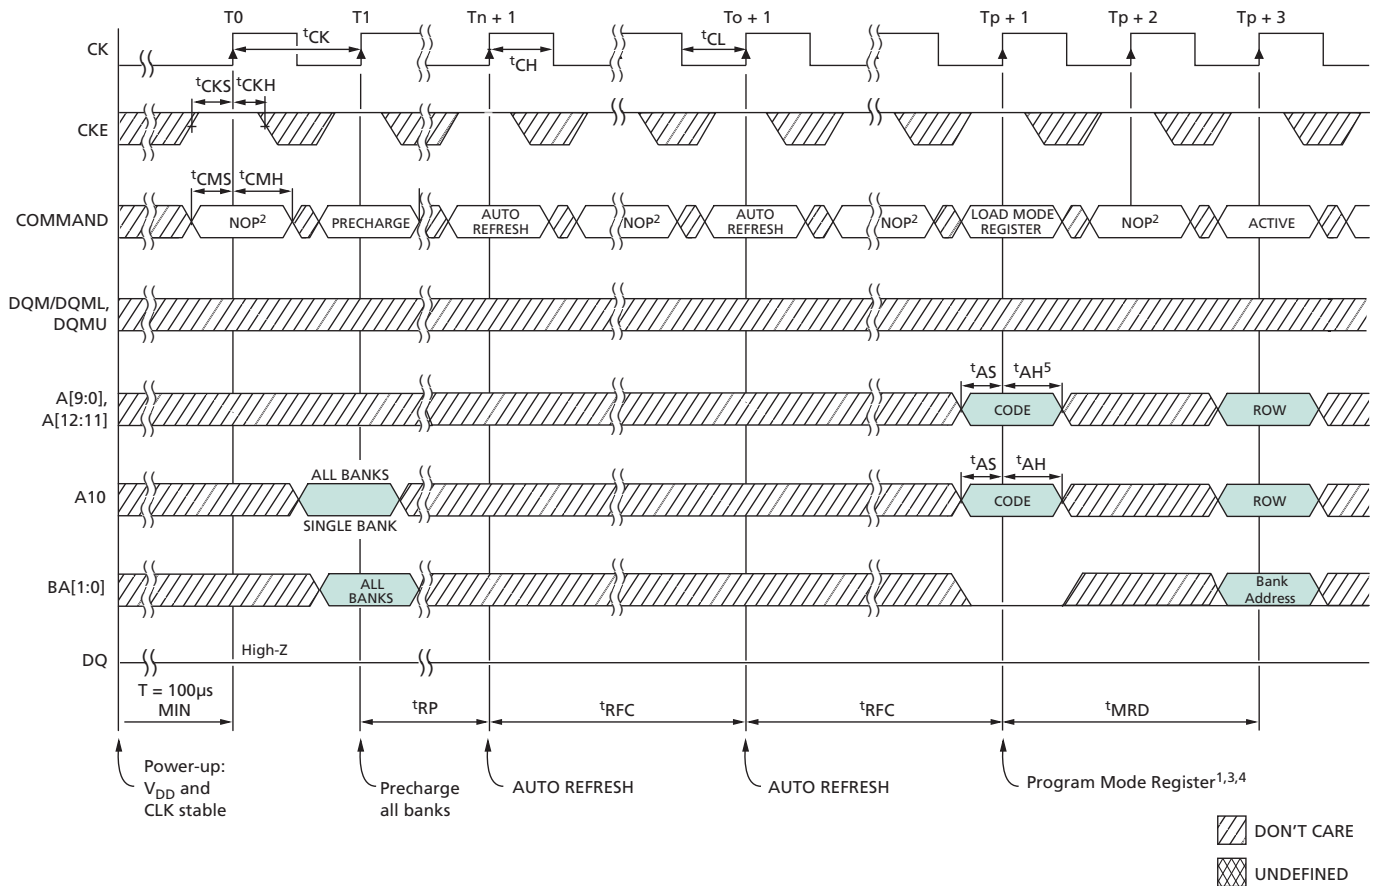 T0 T1 Tn + 1 To + 1 Tp + 1 Tp + 2 Tp + 3
CK
tCK
tCH
tCL
tCKS tCKH
CKE
tCMS tCMH
COMMAND
NOP2
PRECHARGE
AUTO REFRESH
NOP2
AUTO REFRESH
NOP2
LOAD MODE REGISTER
NOP2
ACTIVE
DQM/DQML,
DQMU
tAS tAH5
A[9:0],
A[12:11]
CODE
ROW
ALL BANKS
tAS tAH
A10
CODE
ROW
SINGLE BANK
BA[1:0]
ALL BANKS
Bank Address
High-Z
DQ
T = 100µs
MIN
tRP tRFC tRFC tMRD
Power-up:
VDD and
CLK stable
Precharge
all banks
AUTO REFRESH
AUTO REFRESH
Program Mode Register1,3,4
DON'T CARE
UNDEFINED